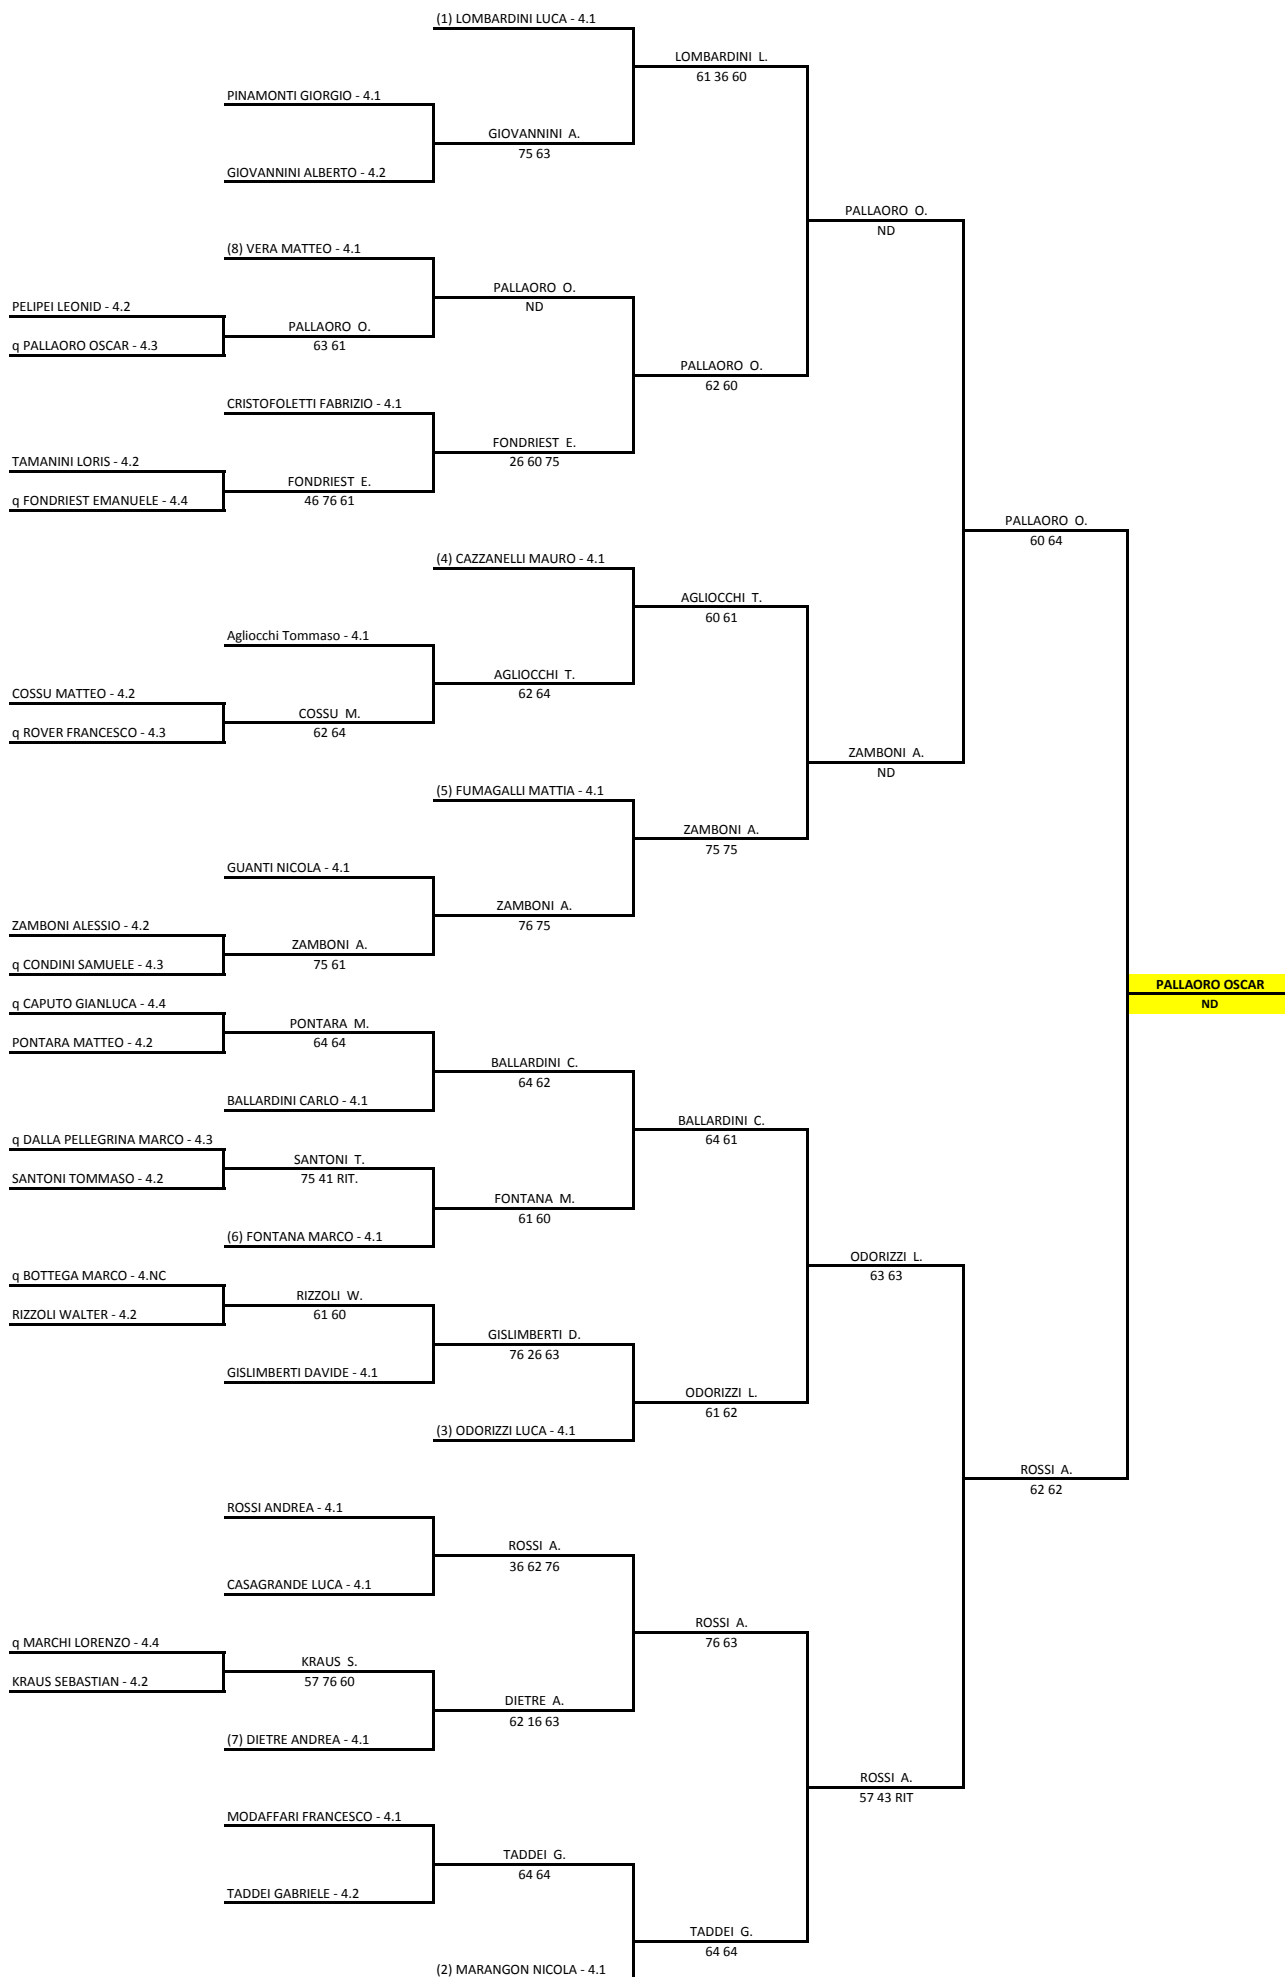 (1) LOMBARDINI LUCA - 4.1
LOMBARDINI L.
61 36 60
PINAMONTI GIORGIO - 4.1
GIOVANNINI A.
75 63
GIOVANNINI ALBERTO - 4.2
PALLAORO O.
ND
(8) VERA MATTEO - 4.1
PALLAORO O.
ND
PELIPEI LEONID - 4.2
PALLAORO O.
63 61
q PALLAORO OSCAR - 4.3
PALLAORO O.
62 60
CRISTOFOLETTI FABRIZIO - 4.1
FONDRIEST E.
26 60 75
TAMANINI LORIS - 4.2
FONDRIEST E.
46 76 61
q FONDRIEST EMANUELE - 4.4
PALLAORO O.
60 64
(4) CAZZANELLI MAURO - 4.1
AGLIOCCHI T.
60 61
Agliocchi Tommaso - 4.1
AGLIOCCHI T.
62 64
COSSU MATTEO - 4.2
COSSU M.
62 64
q ROVER FRANCESCO - 4.3
ZAMBONI A.
ND
(5) FUMAGALLI MATTIA - 4.1
ZAMBONI A.
75 75
GUANTI NICOLA - 4.1
ZAMBONI A.
76 75
ZAMBONI ALESSIO - 4.2
ZAMBONI A.
75 61
q CONDINI SAMUELE - 4.3
PALLAORO OSCAR
ND
q CAPUTO GIANLUCA - 4.4
PONTARA M.
64 64
PONTARA MATTEO - 4.2
BALLARDINI C.
64 62
BALLARDINI CARLO - 4.1
BALLARDINI C.
64 61
q DALLA PELLEGRINA MARCO - 4.3
SANTONI T.
75 41 RIT.
SANTONI TOMMASO - 4.2
FONTANA M.
61 60
(6) FONTANA MARCO - 4.1
ODORIZZI L.
63 63
q BOTTEGA MARCO - 4.NC
RIZZOLI W.
61 60
RIZZOLI WALTER - 4.2
GISLIMBERTI D.
76 26 63
GISLIMBERTI DAVIDE - 4.1
ODORIZZI L.
61 62
(3) ODORIZZI LUCA - 4.1
ROSSI A.
62 62
ROSSI ANDREA - 4.1
ROSSI A.
36 62 76
CASAGRANDE LUCA - 4.1
ROSSI A.
76 63
q MARCHI LORENZO - 4.4
KRAUS S.
57 76 60
KRAUS SEBASTIAN - 4.2
DIETRE A.
62 16 63
(7) DIETRE ANDREA - 4.1
ROSSI A.
57 43 RIT
MODAFFARI FRANCESCO - 4.1
TADDEI G.
64 64
TADDEI GABRIELE - 4.2
TADDEI G.
64 64
(2) MARANGON NICOLA - 4.1